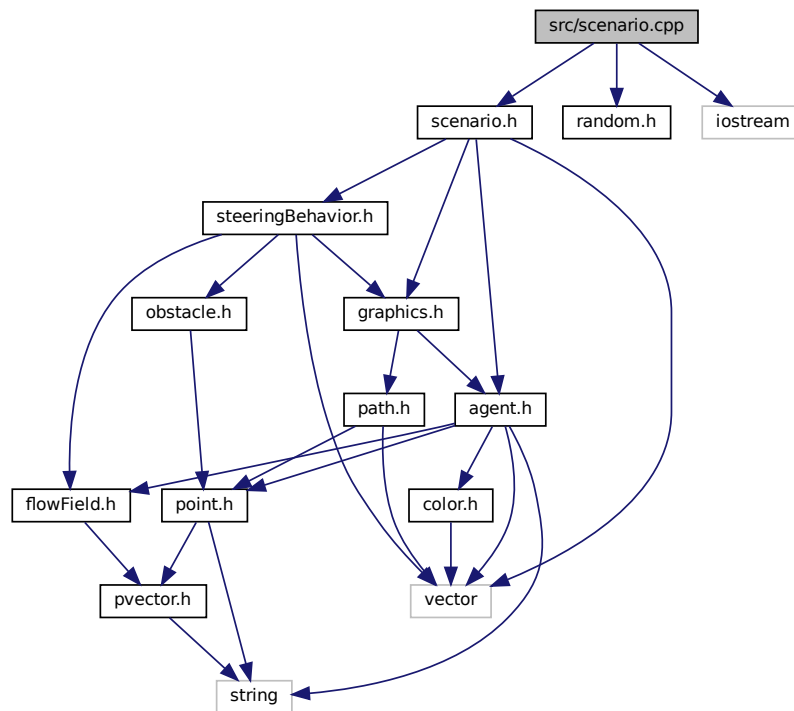 src/scenario.cpp
scenario.h
random.h
iostream
steeringBehavior.h
obstacle.h
graphics.h
path.h
agent.h
flowField.h
point.h
color.h
pvector.h
vector
string